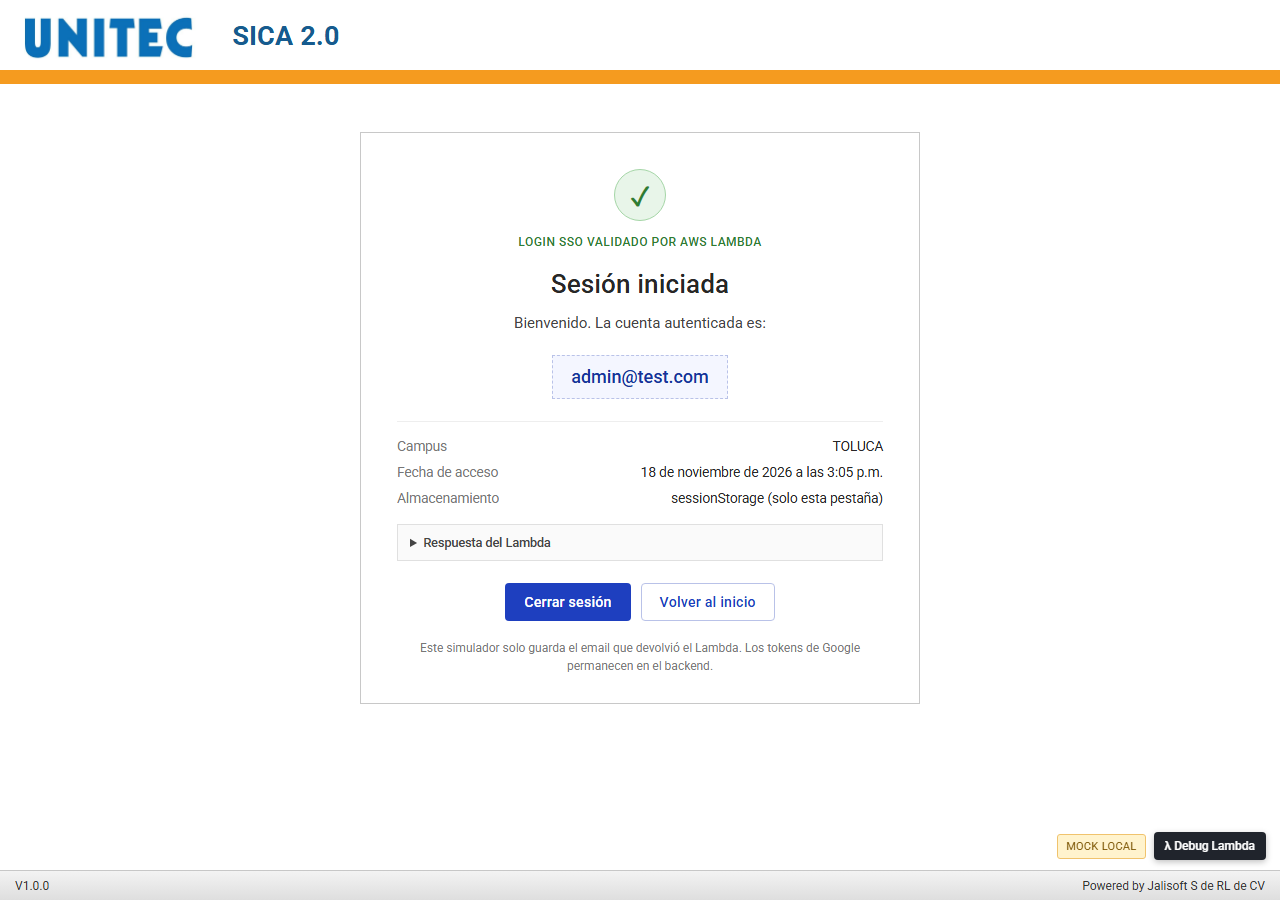 UNITEC
SICA 2.0
✓
LOGIN SSO VALIDADO POR AWS LAMBDA
Sesión iniciada
Bienvenido. La cuenta autenticada es:
admin@test.com
Campus TOLUCA
Fecha de acceso 18 de noviembre de 2026 a las 3:05 p.m.
Almacenamiento sessionStorage (solo esta pestaña)
▶ Respuesta del Lambda
Cerrar sesión
Volver al inicio
Este simulador solo guarda el email que devolvió el Lambda. Los tokens de Google
permanecen en el backend.
MOCK LOCAL
λ Debug Lambda
V1.0.0
Powered by Jalisoft S de RL de CV